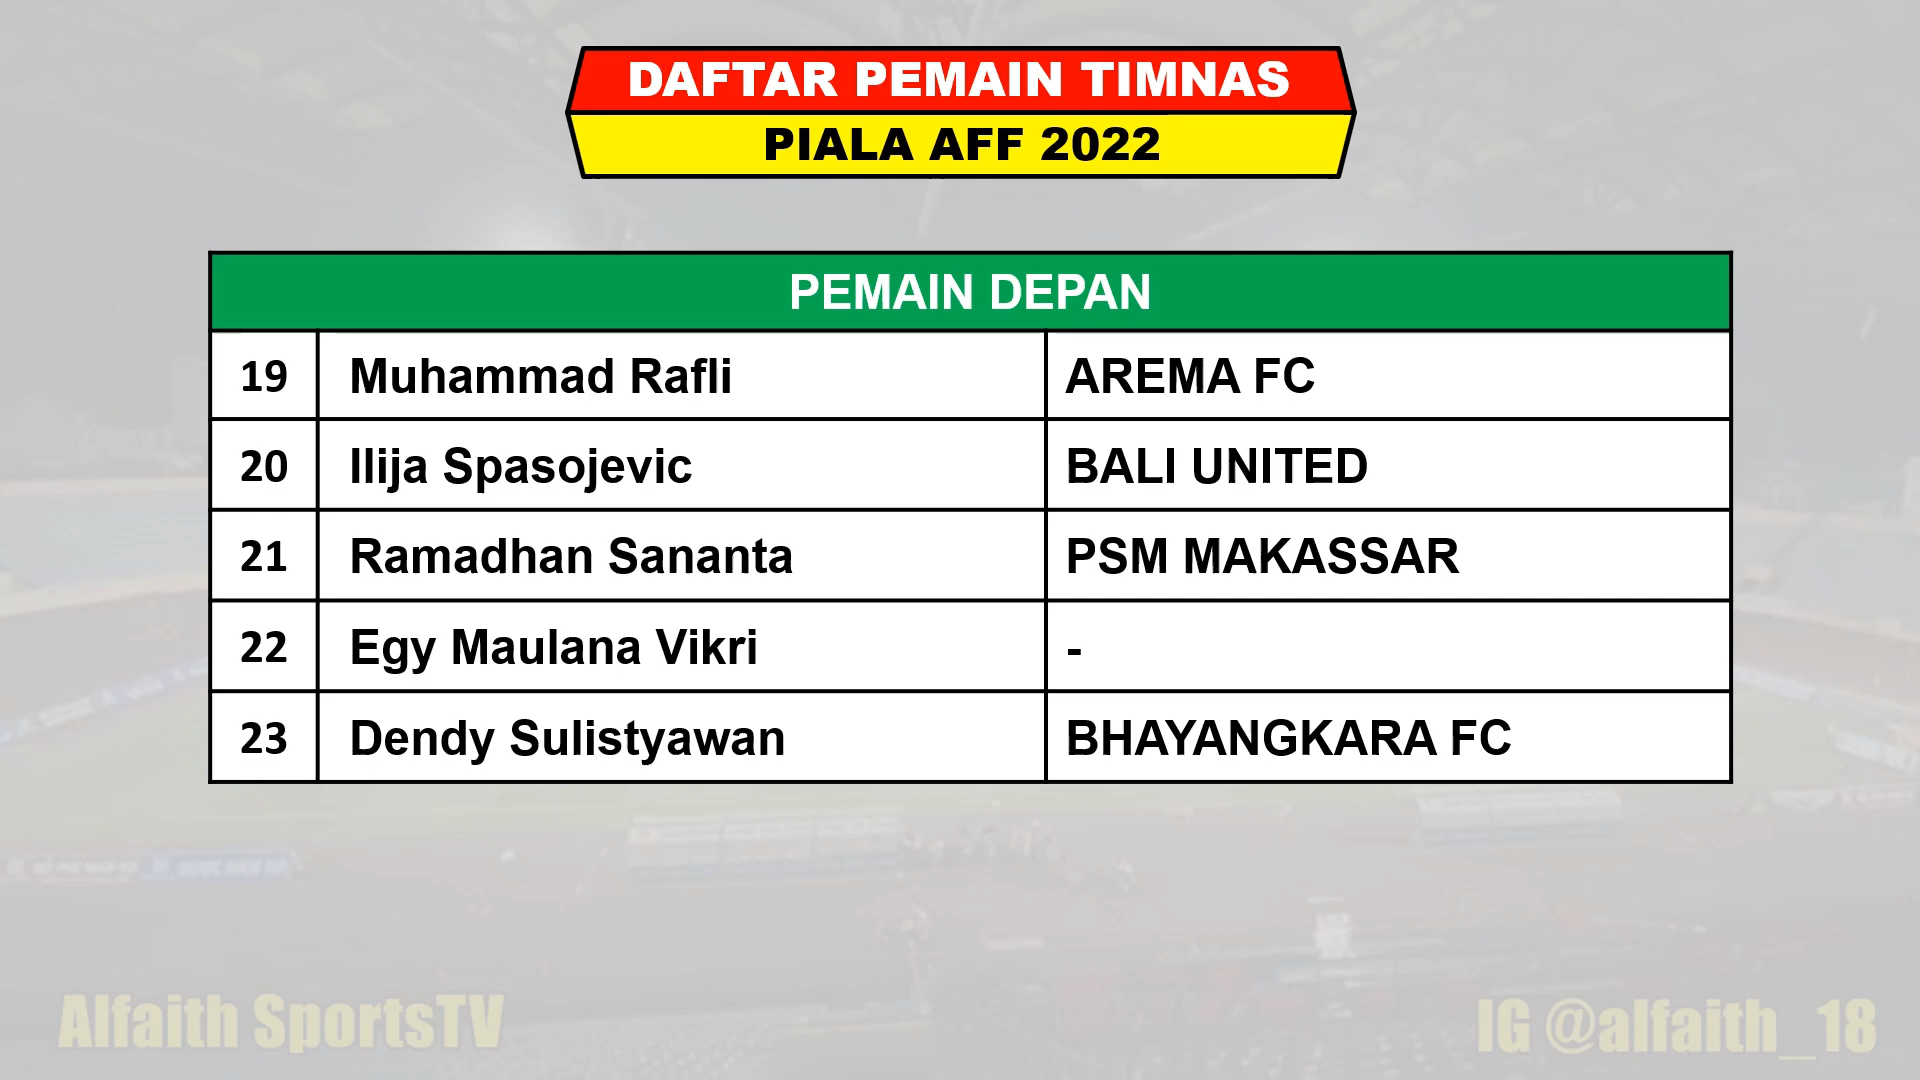 DAFTAR PEMAIN TIMNAS
PIALA AFF 2022
PEMAIN DEPAN
19 Muhammad Rafli AREMA FC
20 Ilija Spasojevic BALI UNITED
21 Ramadhan Sananta PSM MAKASSAR
22 Egy Maulana Vikri -
23 Dendy Sulistyawan BHAYANGKARA FC
Alfaith SportsTV
IG @alfaith_18